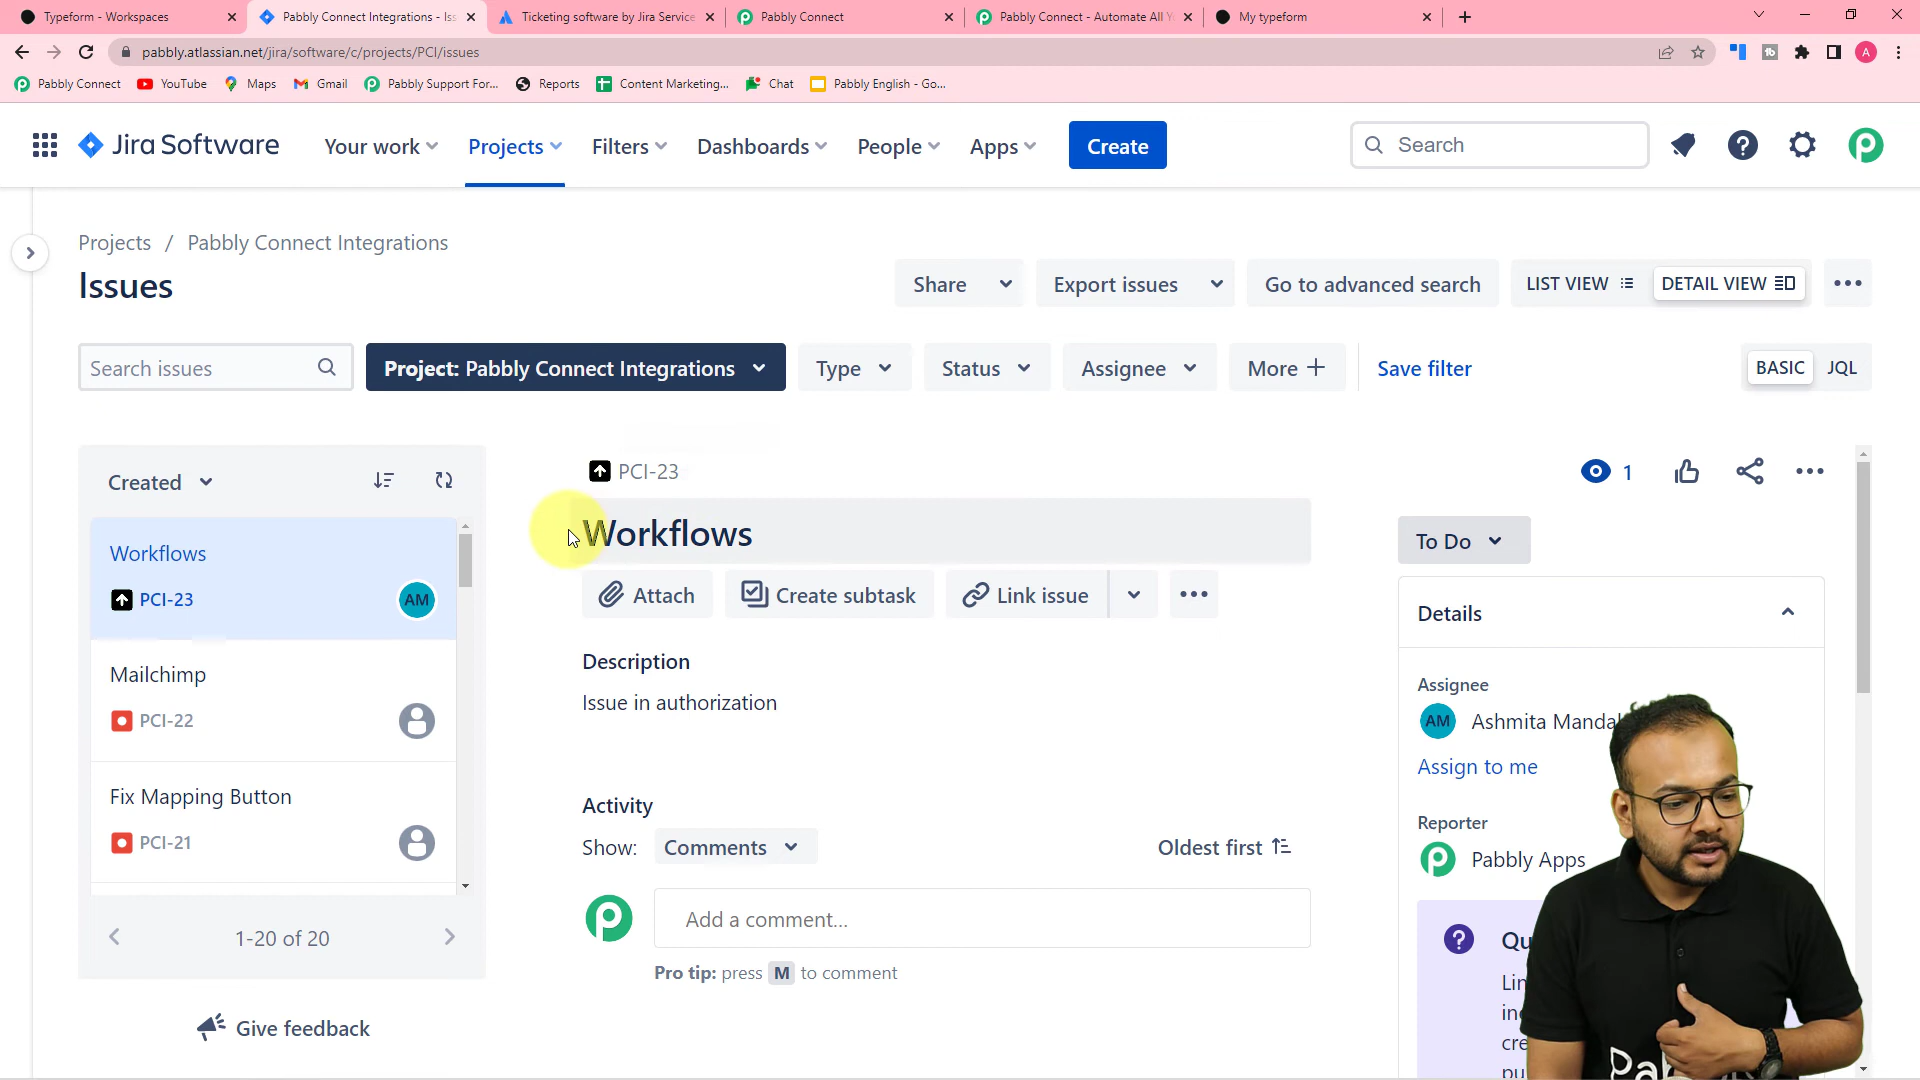 Typeform - Workspaces
Pabbly Connect Integrations - Iss
Ticketing software by Jira Service
Pabbly Connect
Pabbly Connect - Automate All Y
My typeform
pabbly.atlassian.net/jira/software/c/projects/PCI/issues
A
Pabbly Connect
YouTube
Maps
Gmail
Pabbly Support For...
Reports
Content Marketing...
Chat
Pabbly English - Go...
Jira Software
Your work
Projects
Filters
Dashboards
People
Apps
Create
Search
Projects / Pabbly Connect Integrations
Issues
Share
Export issues
Go to advanced search
LIST VIEW
DETAIL VIEW
Search issues
Project: Pabbly Connect Integrations
Type
Status
Assignee
More +
Save filter
BASIC
JQL
Created
Workflows
PCI-23
AM
Mailchimp
PCI-22
Fix Mapping Button
PCI-21
1-20 of 20
Give feedback
PCI-23
1
Workflows
Attach
Create subtask
Link issue
Description
Issue in authorization
Activity
Show:
Comments
Oldest first
Add a comment...
Pro tip: press M to comment
To Do
Details
Assignee
AM
Ashmita Mandal
Assign to me
Reporter
Pabbly Apps